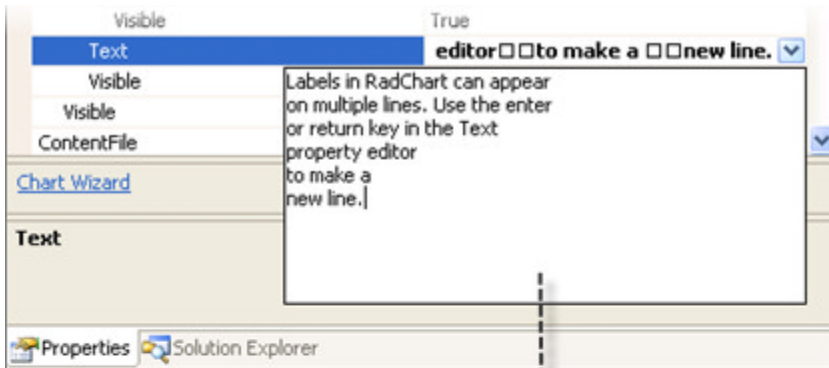 Visible True
Text editor□□to make a □□new line.
Visible
Visible
ContentFile
Labels in RadChart can appear
on multiple lines. Use the enter
or return key in the Text
property editor
to make a
new line.
Chart Wizard
Text
Properties Solution Explorer